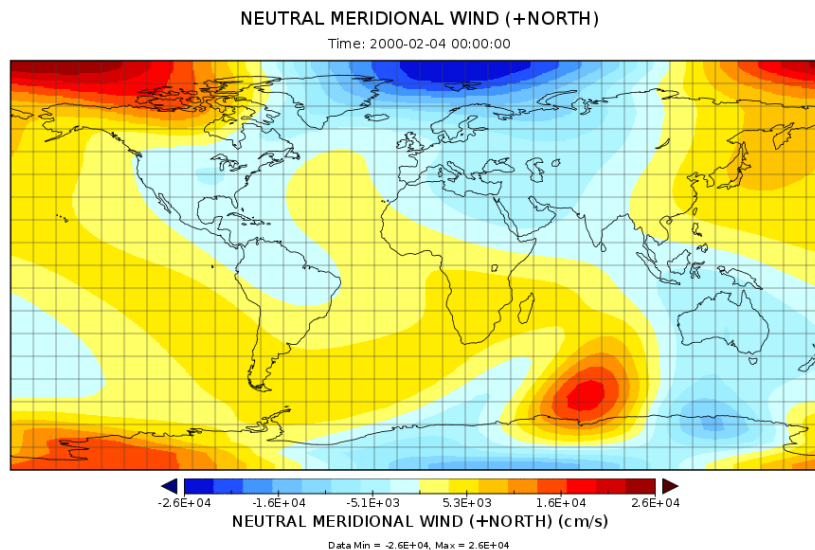 NEUTRAL MERIDIONAL WIND (+NORTH)
Time: 2000-02-04 00:00:00
-2.6E+04 -1.6E+04 -5.1E+03 5.3E+03 1.6E+04 2.6E+04
NEUTRAL MERIDIONAL WIND (+NORTH) (cm/s)
Data Min = -2.6E+04, Max = 2.6E+04